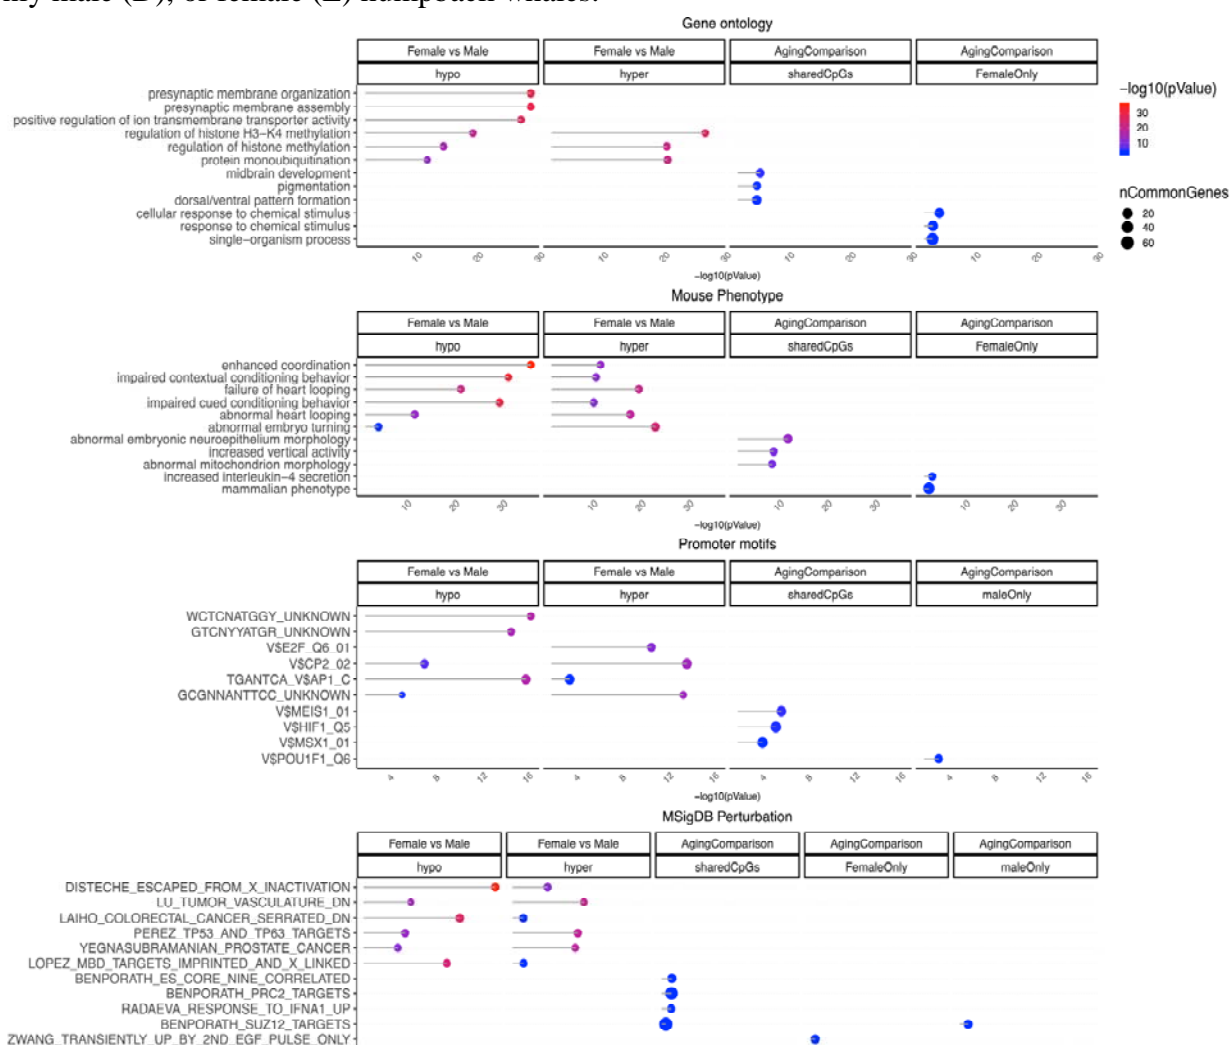 only male (D), or female (E) humpback whales.
Gene ontology
Female vs Male Female vs Male AgingComparison AgingComparison
hypo hyper sharedCpGs FemaleOnly
presynaptic membrane organization
presynaptic membrane assembly
positive regulation of ion transmembrane transporter activity
regulation of histone H3−K4 methylation
regulation of histone methylation
protein monoubiquitination
midbrain development
pigmentation
dorsal/ventral pattern formation
cellular response to chemical stimulus
response to chemical stimulus
single−organism process
10 20 30 10 20 30 10 20 30 10 20 30
−log10(pValue)
−log10(pValue)
30
20
10
nCommonGenes
20
40
60
Mouse Phenotype
Female vs Male Female vs Male AgingComparison AgingComparison
hypo hyper sharedCpGs FemaleOnly
enhanced coordination
impaired contextual conditioning behavior
failure of heart looping
impaired cued conditioning behavior
abnormal heart looping
abnormal embryo turning
abnormal embryonic neuroepithelium morphology
increased vertical activity
abnormal mitochondrion morphology
increased interleukin−4 secretion
mammalian phenotype
10 20 30 10 20 30 10 20 30 10 20 30
−log10(pValue)
Promoter motifs
Female vs Male Female vs Male AgingComparison AgingComparison
hypo hyper sharedCpGs maleOnly
WCTCNATGGY_UNKNOWN
GTCNYYATGR_UNKNOWN
V$E2F_Q6_01
V$CP2_02
TGANTCA_V$AP1_C
GCGNNANTTCC_UNKNOWN
V$MEIS1_01
V$HIF1_Q5
V$MSX1_01
V$POU1F1_Q6
4 8 12 16 4 8 12 16 4 8 12 16 4 8 12 16
−log10(pValue)
MSigDB Perturbation
Female vs Male Female vs Male AgingComparison AgingComparison AgingComparison
hypo hyper sharedCpGs FemaleOnly maleOnly
DISTECHE_ESCAPED_FROM_X_INACTIVATION
LU_TUMOR_VASCULATURE_DN
LAIHO_COLORECTAL_CANCER_SERRATED_DN
PEREZ_TP53_AND_TP63_TARGETS
YEGNASUBRAMANIAN_PROSTATE_CANCER
LOPEZ_MBD_TARGETS_IMPRINTED_AND_X_LINKED
BENPORATH_ES_CORE_NINE_CORRELATED
BENPORATH_PRC2_TARGETS
RADAEVA_RESPONSE_TO_IFNA1_UP
BENPORATH_SUZ12_TARGETS
ZWANG_TRANSIENTLY_UP_BY_2ND_EGF_PULSE_ONLY